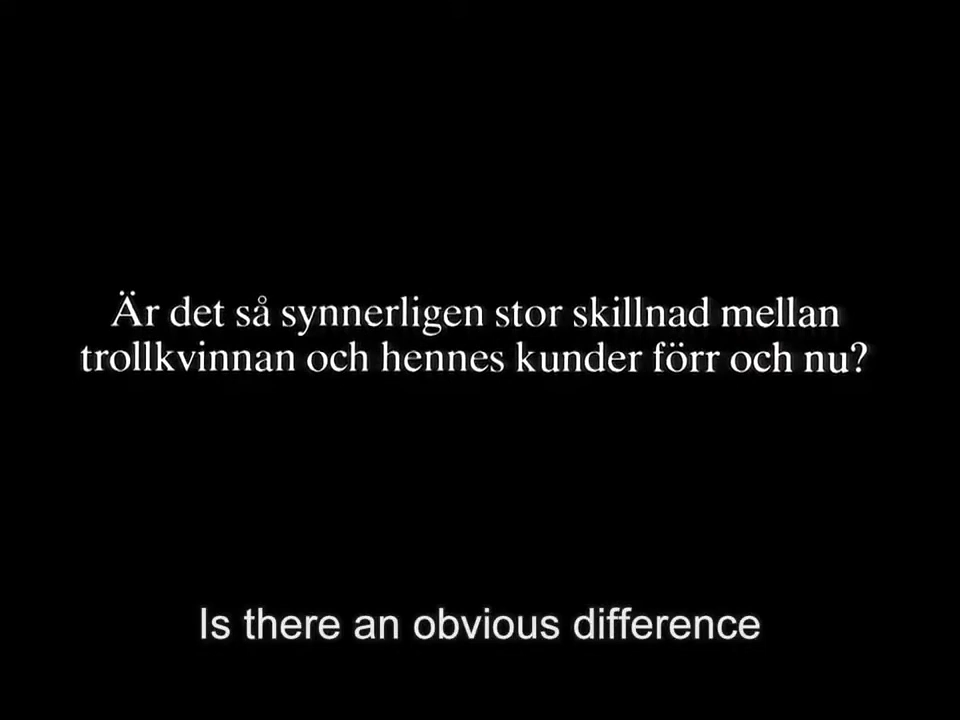 Är det så synnerligen stor skillnad mellan
trollkvinnan och hennes kunder förr och nu?
Is there an obvious difference